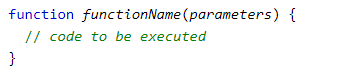 function functionName(parameters) {
  // code to be executed
}